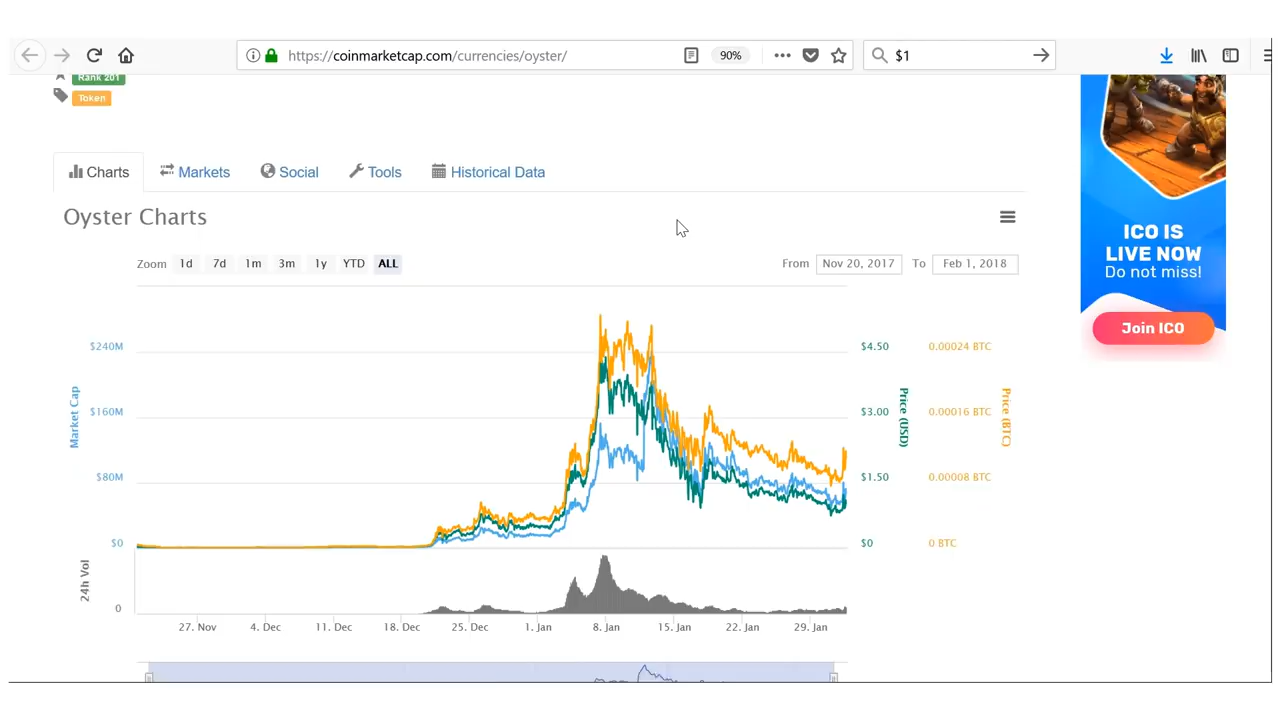 https://coinmarketcap.com/currencies/oyster/
90%
$1
Rank 201
Token
Charts
Markets
Social
Tools
Historical Data
Oyster Charts
Zoom 1d 7d 1m 3m 1y YTD ALL
From Nov 20, 2017 To Feb 1, 2018
$240M
$160M
$80M
$0
Market Cap
$4.50
$3.00
$1.50
$0
Price (USD)
0.00024 BTC
0.00016 BTC
0.00008 BTC
0 BTC
Price (BTC)
24h Vol
0
27. Nov 4. Dec 11. Dec 18. Dec 25. Dec 1. Jan 8. Jan 15. Jan 22. Jan 29. Jan
ICO IS
LIVE NOW
Do not miss!
Join ICO